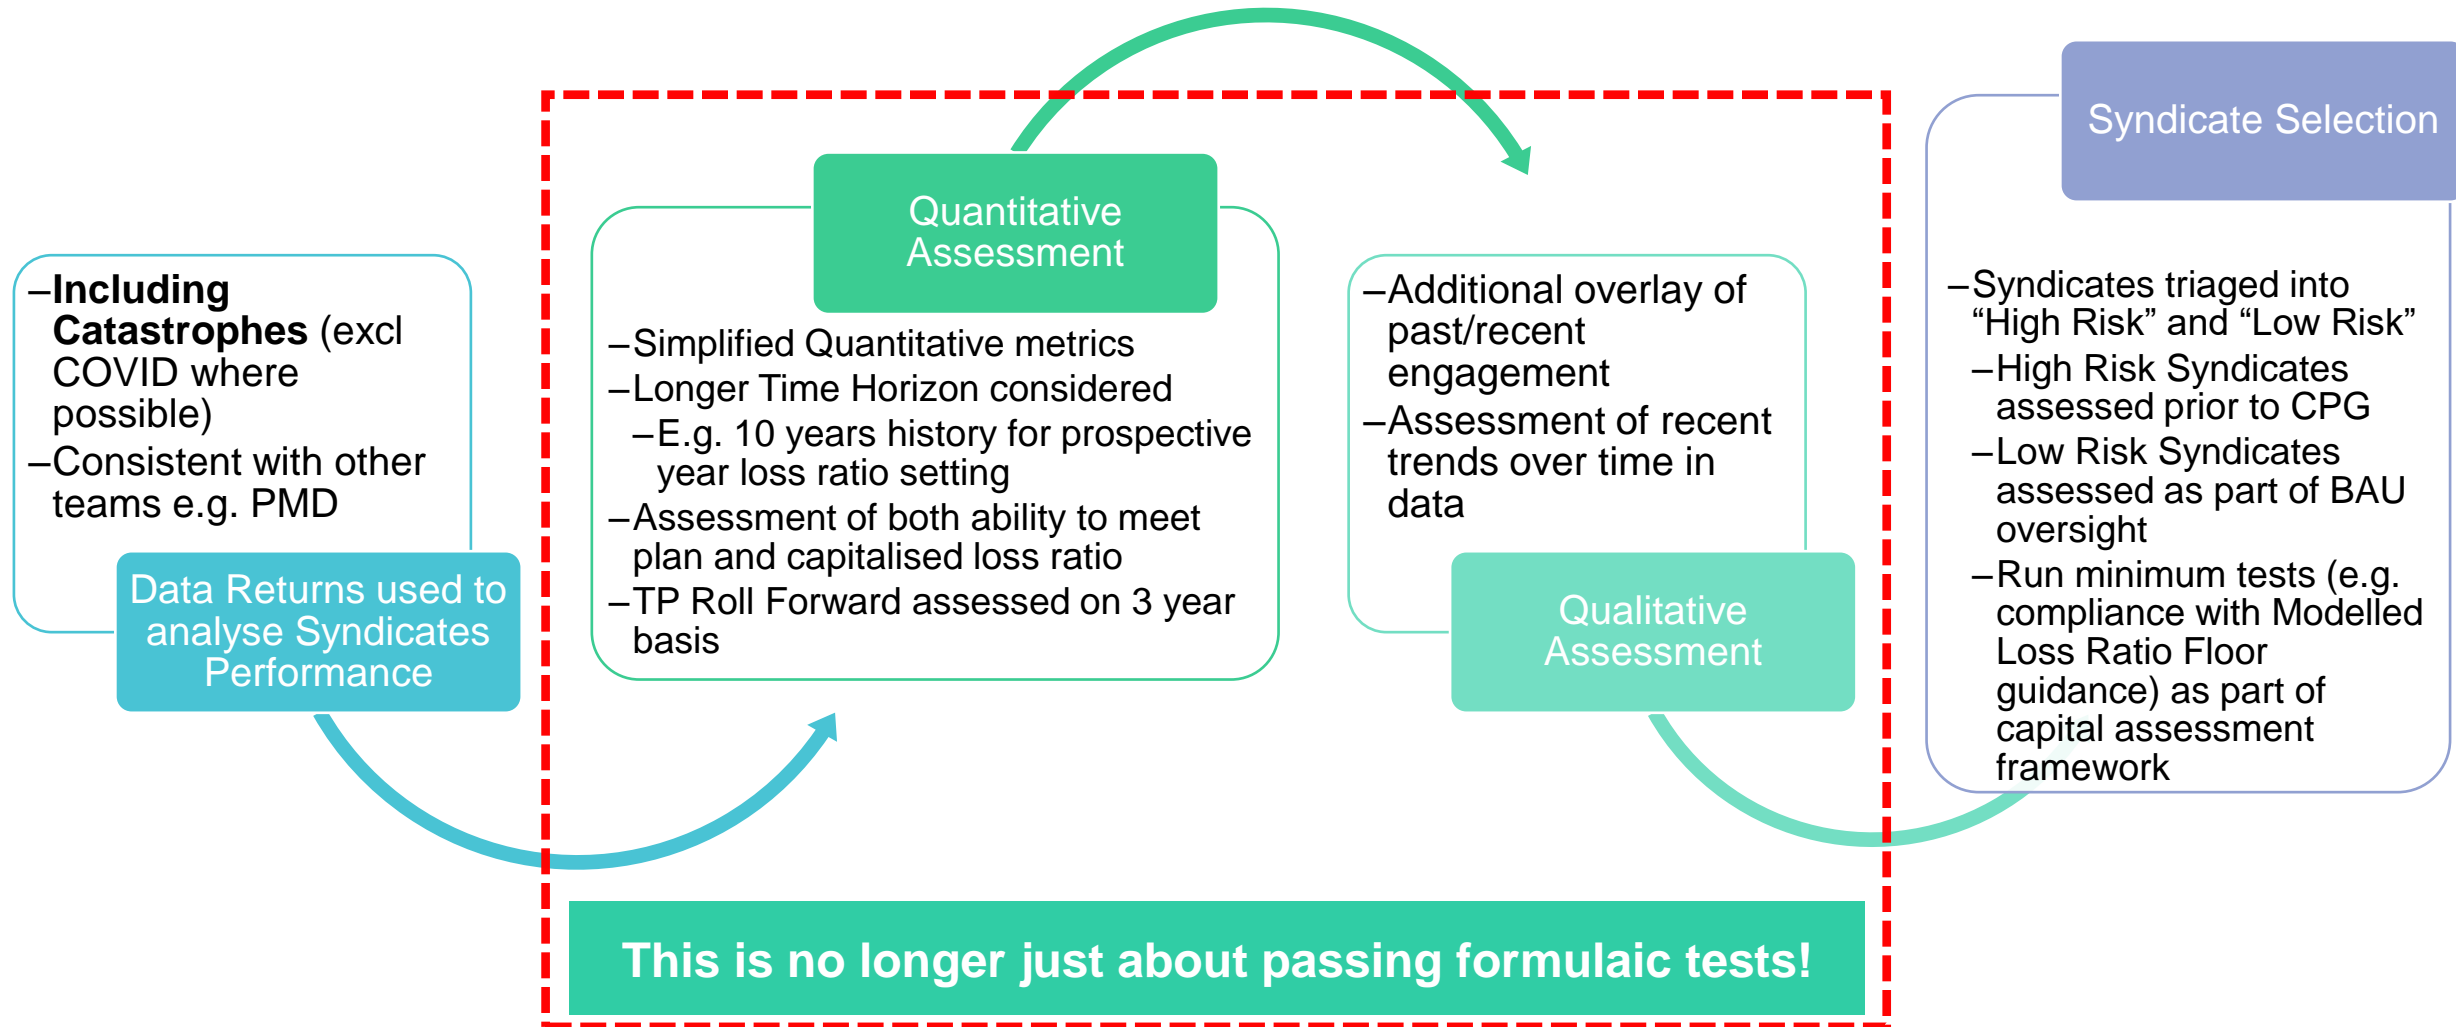 –Including
Catastrophes (excl
COVID where
possible)
–Consistent with other
teams e.g. PMD
Data Returns used to
analyse Syndicates
Performance
Quantitative
Assessment
–Simplified Quantitative metrics
–Longer Time Horizon considered
–E.g. 10 years history for prospective
year loss ratio setting
–Assessment of both ability to meet
plan and capitalised loss ratio
–TP Roll Forward assessed on 3 year
basis
–Additional overlay of
past/recent
engagement
–Assessment of recent
trends over time in
data
Qualitative
Assessment
Syndicate Selection
–Syndicates triaged into
“High Risk” and “Low Risk”
–High Risk Syndicates
assessed prior to CPG
–Low Risk Syndicates
assessed as part of BAU
oversight
–Run minimum tests (e.g.
compliance with Modelled
Loss Ratio Floor
guidance) as part of
capital assessment
framework
This is no longer just about passing formulaic tests!